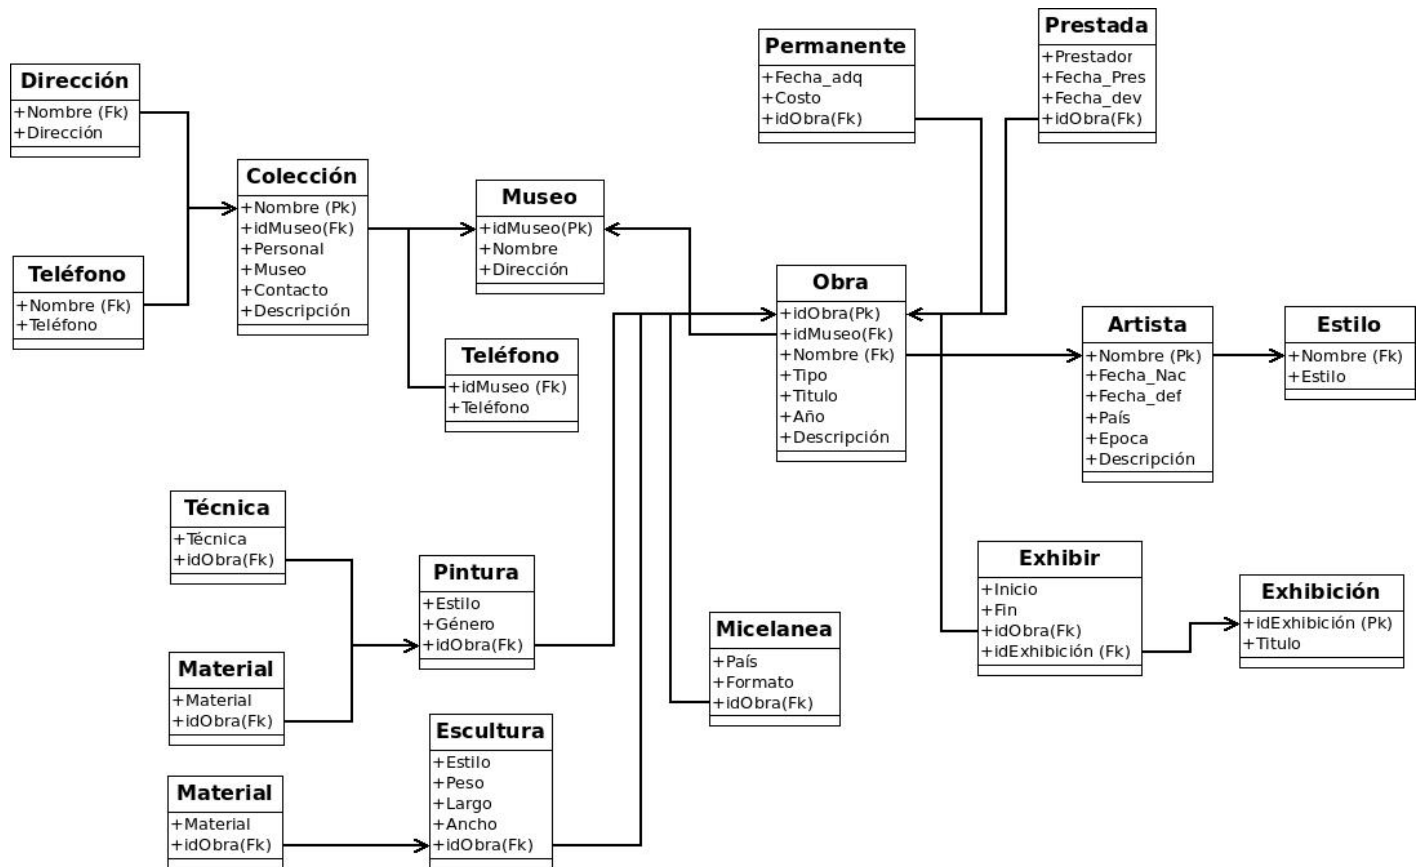 Dirección
+Nombre (Fk)
+Dirección
Teléfono
+Nombre (Fk)
+Teléfono
Colección
+Nombre (Pk)
+idMuseo(Fk)
+Personal
+Museo
+Contacto
+Descripción
Museo
+idMuseo(Pk)
+Nombre
+Dirección
Teléfono
+idMuseo (Fk)
+Teléfono
Permanente
+Fecha_adq
+Costo
+idObra(Fk)
Prestada
+Prestador
+Fecha_Pres
+Fecha_dev
+idObra(Fk)
Obra
+idObra(Pk)
+idMuseo(Fk)
+Nombre (Fk)
+Tipo
+Titulo
+Año
+Descripción
Artista
+Nombre (Pk)
+Fecha_Nac
+Fecha_def
+País
+Epoca
+Descripción
Estilo
+Nombre (Fk)
+Estilo
Técnica
+Técnica
+idObra(Fk)
Material
+Material
+idObra(Fk)
Material
+Material
+idObra(Fk)
Pintura
+Estilo
+Género
+idObra(Fk)
Escultura
+Estilo
+Peso
+Largo
+Ancho
+idObra(Fk)
Micelanea
+País
+Formato
+idObra(Fk)
Exhibir
+Inicio
+Fin
+idObra(Fk)
+idExhibición (Fk)
Exhibición
+idExhibición (Pk)
+Titulo